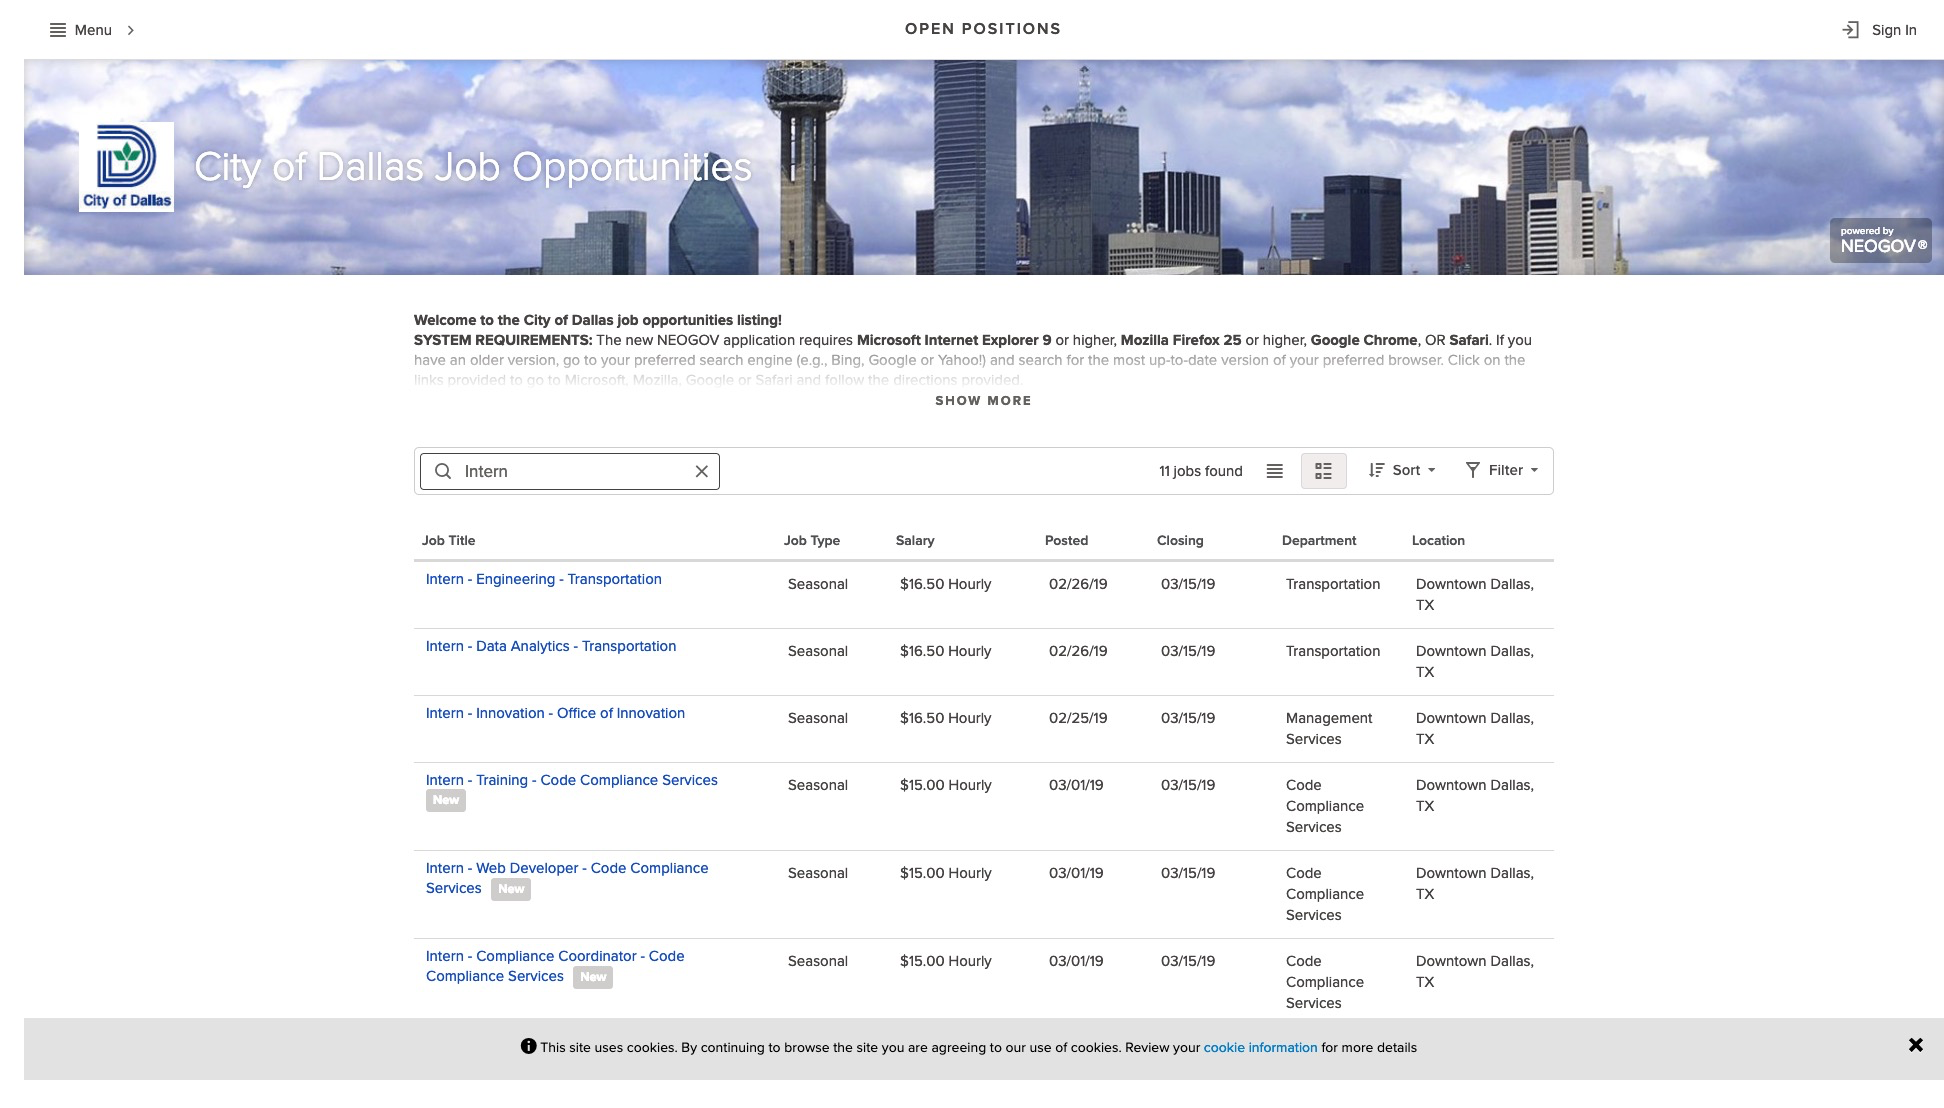 Menu
OPEN POSITIONS
Sign In
City of Dallas
City of Dallas Job Opportunities
powered by
NEOGOV®
Welcome to the City of Dallas job opportunities listing!
SYSTEM REQUIREMENTS: The new NEOGOV application requires Microsoft Internet Explorer 9 or higher, Mozilla Firefox 25 or higher, Google Chrome, OR Safari. If you
have an older version, go to your preferred search engine (e.g., Bing, Google or Yahoo!) and search for the most up-to-date version of your preferred browser. Click on the
links provided to go to Microsoft, Mozilla, Google or Safari and follow the directions provided.
SHOW MORE
Intern
11 jobs found
Sort
Filter
Job Title Job Type Salary Posted Closing Department Location
Intern - Engineering - Transportation Seasonal $16.50 Hourly 02/26/19 03/15/19 Transportation Downtown Dallas,
TX
Intern - Data Analytics - Transportation Seasonal $16.50 Hourly 02/26/19 03/15/19 Transportation Downtown Dallas,
TX
Intern - Innovation - Office of Innovation Seasonal $16.50 Hourly 02/25/19 03/15/19 Management Downtown Dallas,
Services TX
Intern - Training - Code Compliance Services Seasonal $15.00 Hourly 03/01/19 03/15/19 Code Downtown Dallas,
New Compliance TX
Services
Intern - Web Developer - Code Compliance Seasonal $15.00 Hourly 03/01/19 03/15/19 Code Downtown Dallas,
Services New Compliance TX
Services
Intern - Compliance Coordinator - Code Seasonal $15.00 Hourly 03/01/19 03/15/19 Code Downtown Dallas,
Compliance Services New Compliance TX
Services
This site uses cookies. By continuing to browse the site you are agreeing to our use of cookies. Review your cookie information for more details